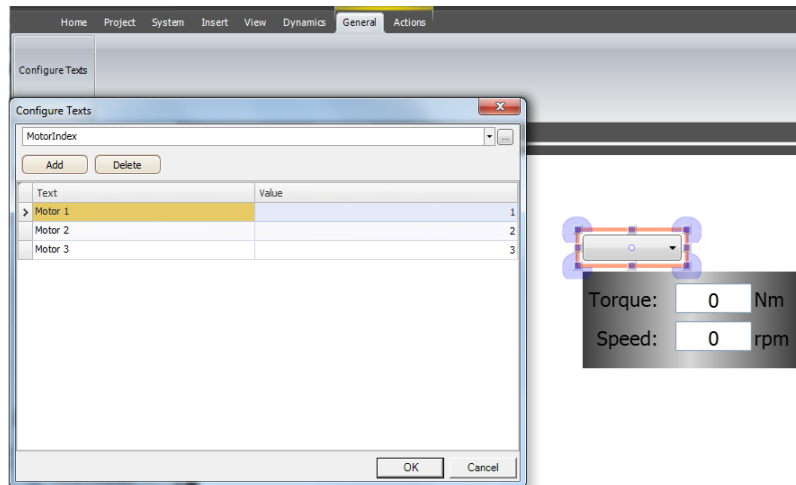 Home Project System Insert View Dynamics General Actions
Configure Texts
Configure Texts
MotorIndex
...
Add Delete
Text Value
Motor 1 1
Motor 2 2
Motor 3 3
OK Cancel
Torque: 0 Nm
Speed: 0 rpm